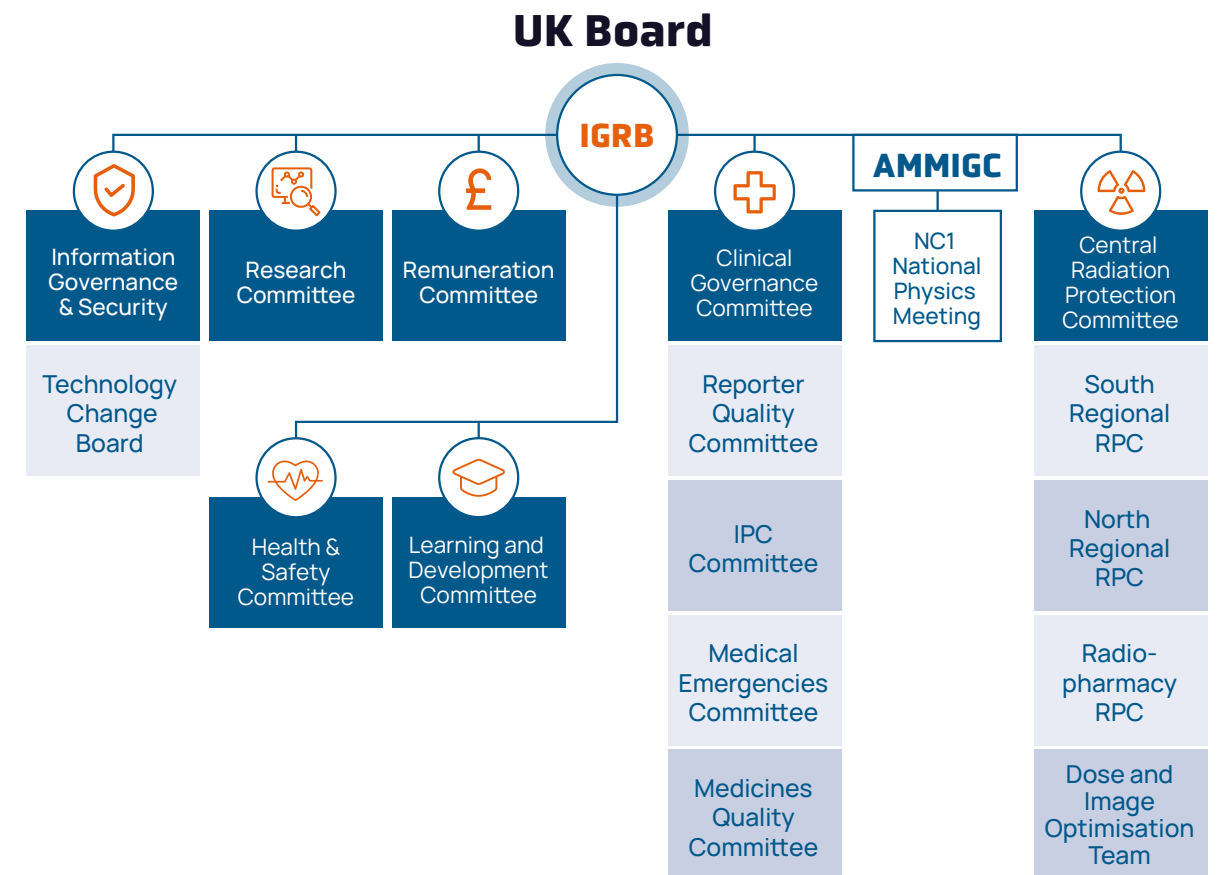 UK Board
IGRB
AMMIGC
£
Information
Governance
& Security
Research
Committee
Remuneration
Committee
Clinical
Governance
Committee
NC1
National
Physics
Meeting
Central
Radiation
Protection
Committee
Technology
Change
Board
Reporter
Quality
Committee
South
Regional
RPC
Health &
Safety
Committee
Learning and
Development
Committee
IPC
Committee
North
Regional
RPC
Medical
Emergencies
Committee
Radio-
pharmacy
RPC
Medicines
Quality
Committee
Dose and
Image
Optimisation
Team